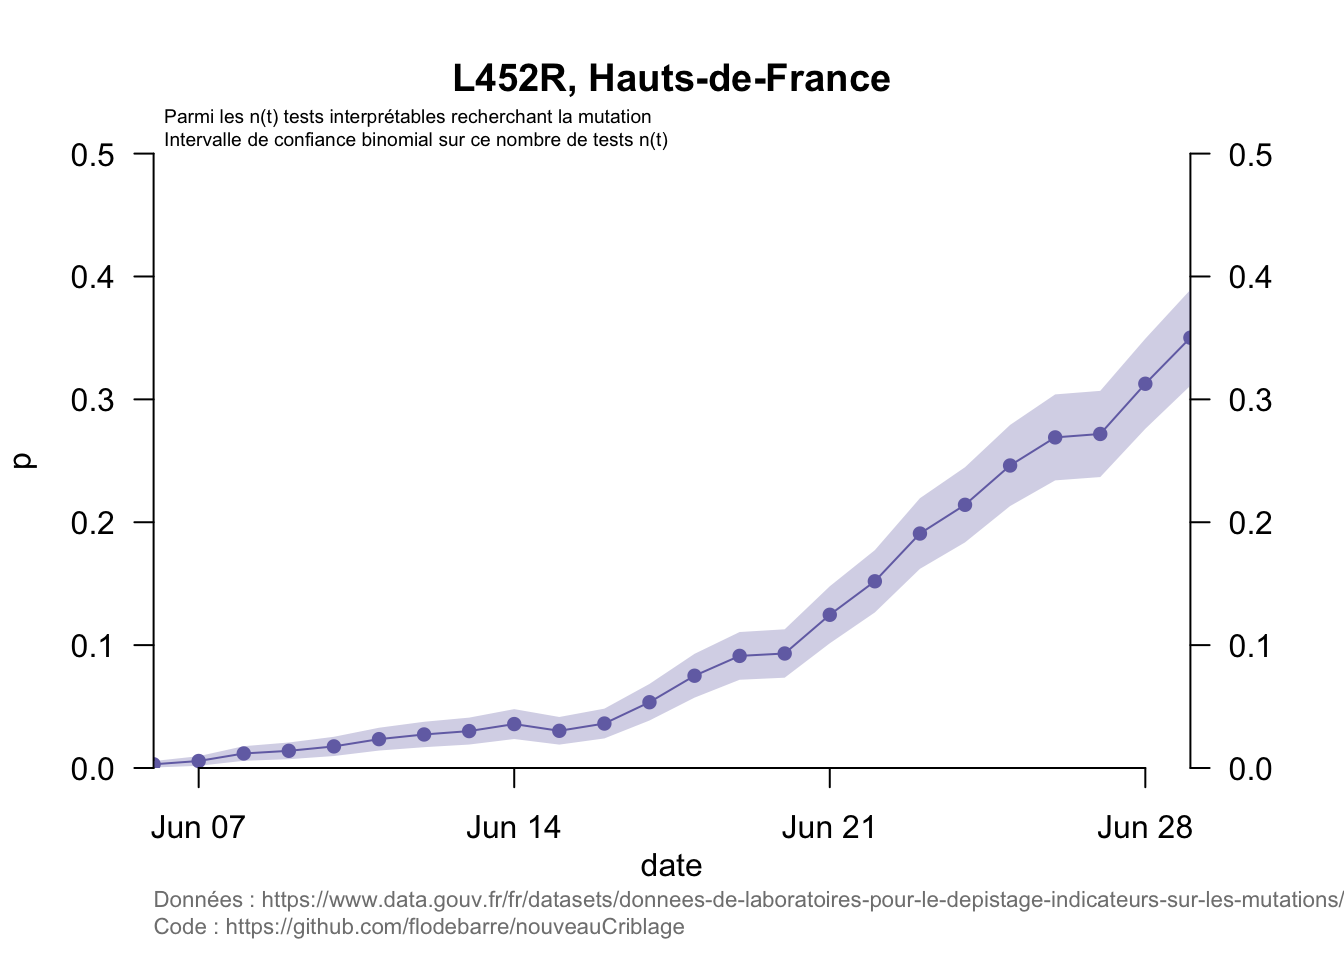 L452R, Hauts-de-France
Parmi les n(t) tests interprétables recherchant la mutation
Intervalle de confiance binomial sur ce nombre de tests n(t)
0.5
0.4
0.3
0.2
0.1
0.0
p
0.5
0.4
0.3
0.2
0.1
0.0
Jun 07 Jun 14 Jun 21 Jun 28
date
Données : https://www.data.gouv.fr/fr/datasets/donnees-de-laboratoires-pour-le-depistage-indicateurs-sur-les-mutations/
Code : https://github.com/flodebarre/nouveauCriblage